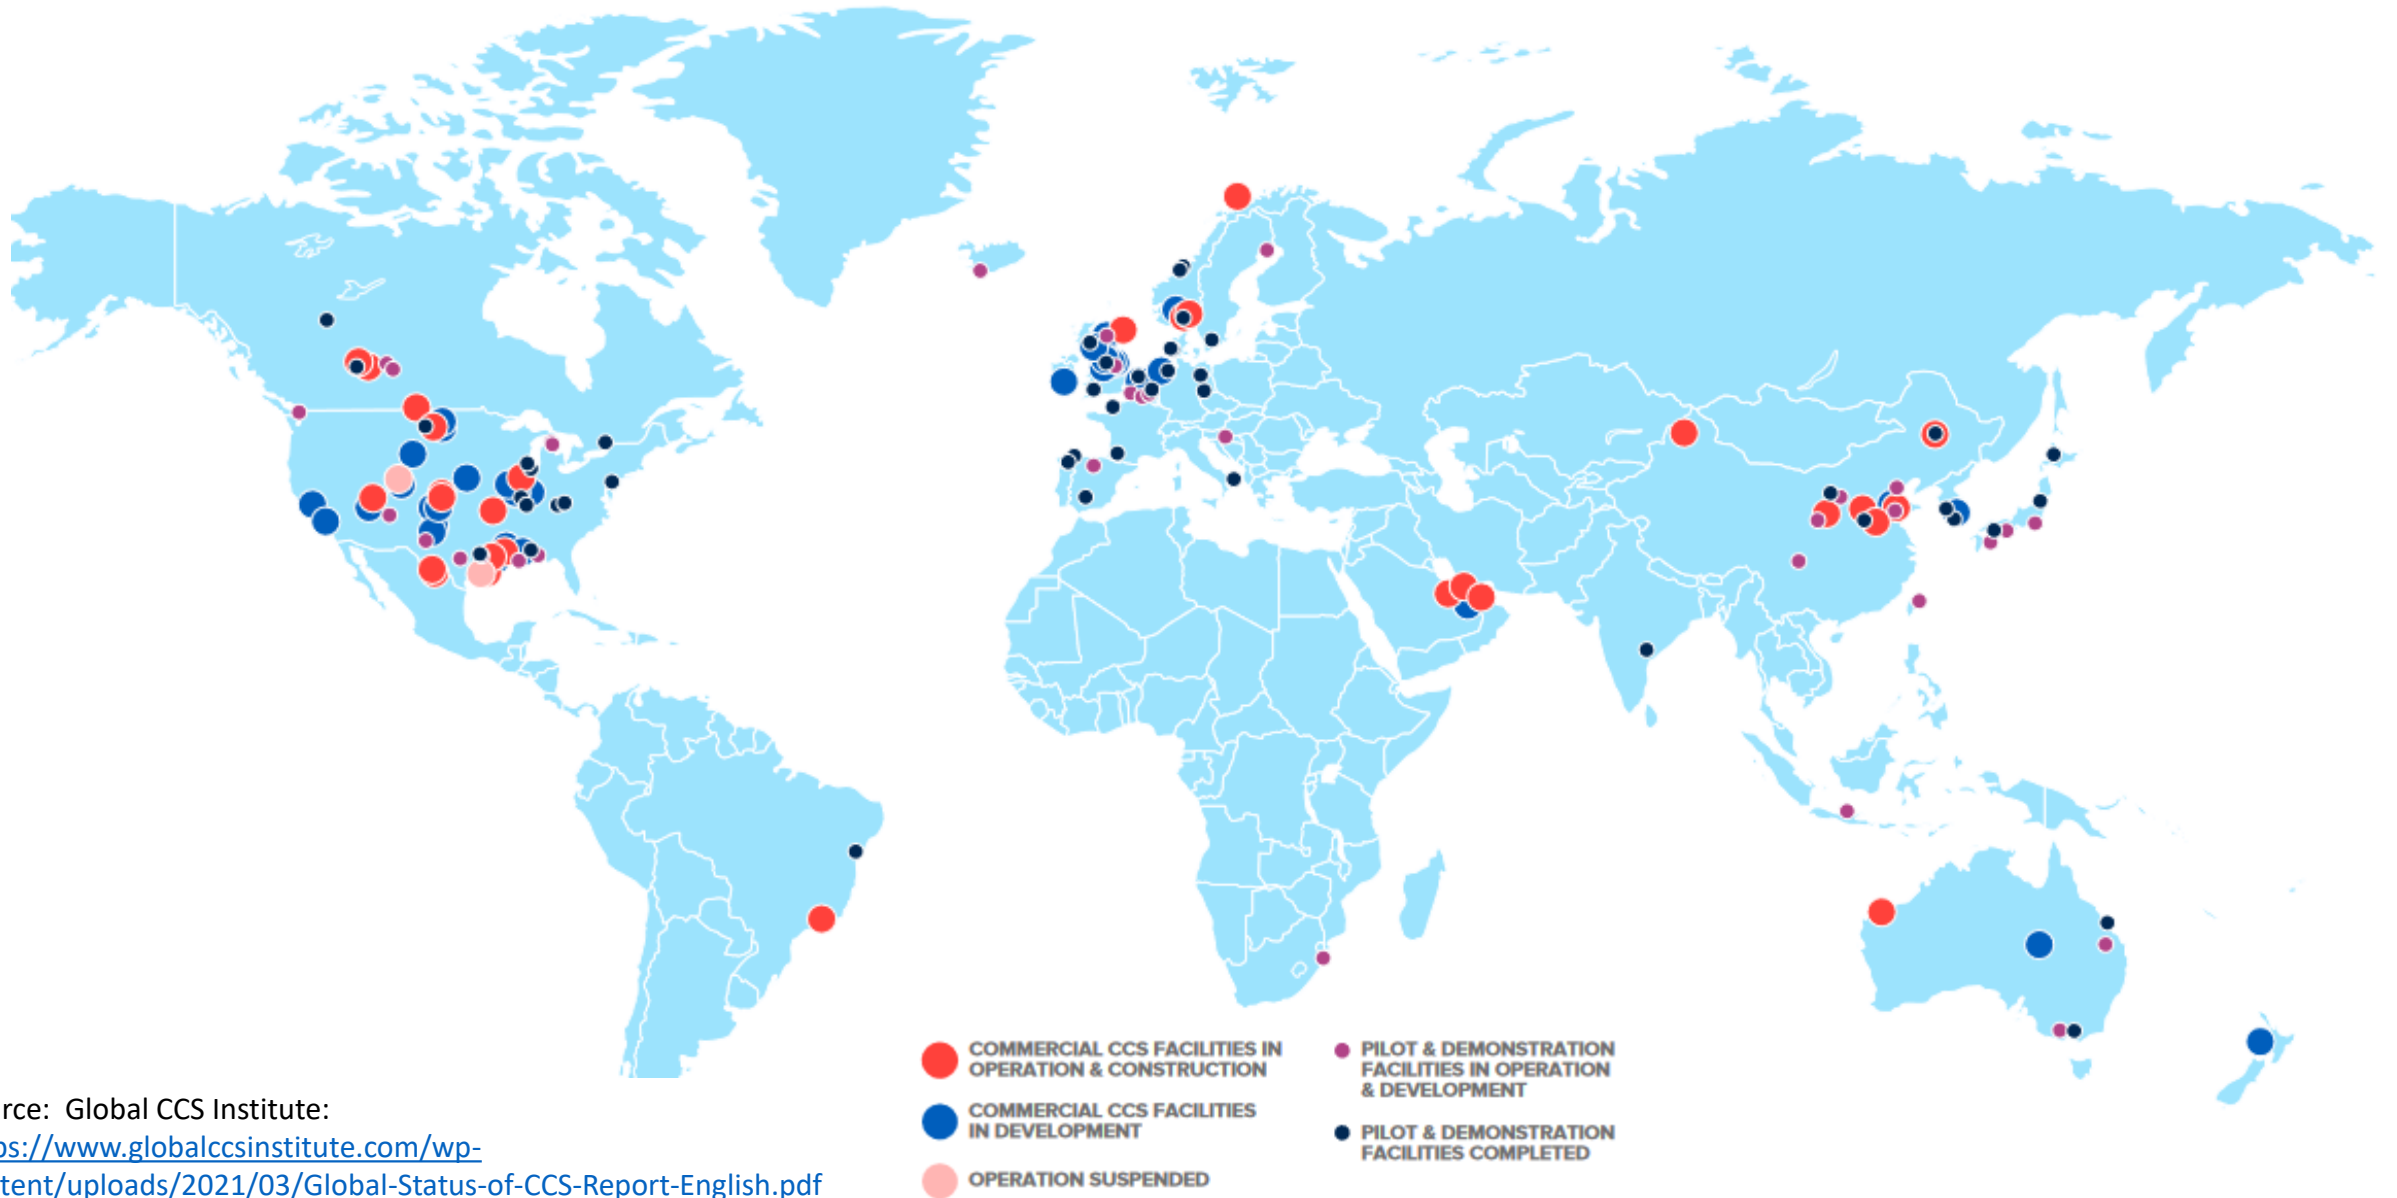 COMMERCIAL CCS FACILITIES IN
OPERATION & CONSTRUCTION
COMMERCIAL CCS FACILITIES
IN DEVELOPMENT
OPERATION SUSPENDED
PILOT & DEMONSTRATION
FACILITIES IN OPERATION
& DEVELOPMENT
PILOT & DEMONSTRATION
FACILITIES COMPLETED
rce: Global CCS Institute:
ps://www.globalccsinstitute.com/wp-
tent/uploads/2021/03/Global-Status-of-CCS-Report-English.pdf